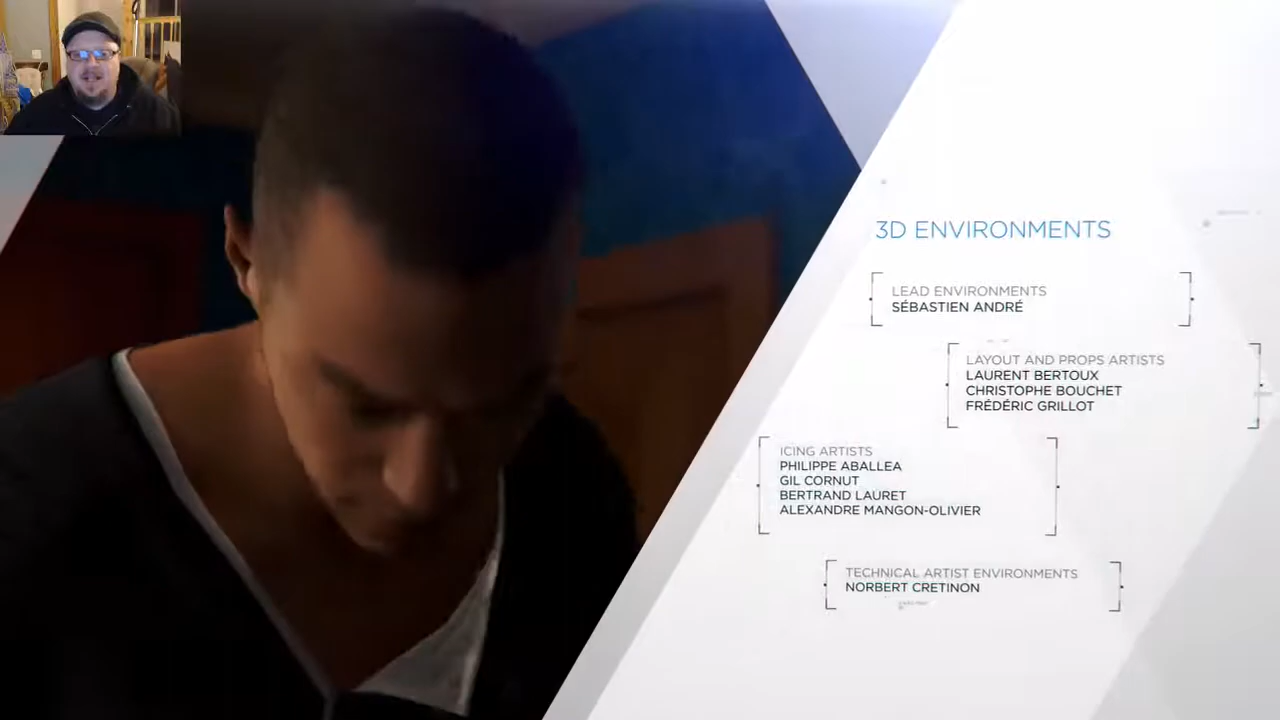 3D ENVIRONMENTS
LEAD ENVIRONMENTS
SÉBASTIEN ANDRÉ
LAYOUT AND PROPS ARTISTS
LAURENT BERTOUX
CHRISTOPHE BOUCHET
FRÉDÉRIC GRILLOT
ICING ARTISTS
PHILIPPE ABALLEA
GIL CORNUT
BERTRAND LAURET
ALEXANDRE MANGON-OLIVIER
TECHNICAL ARTIST ENVIRONMENTS
NORBERT CRETINON